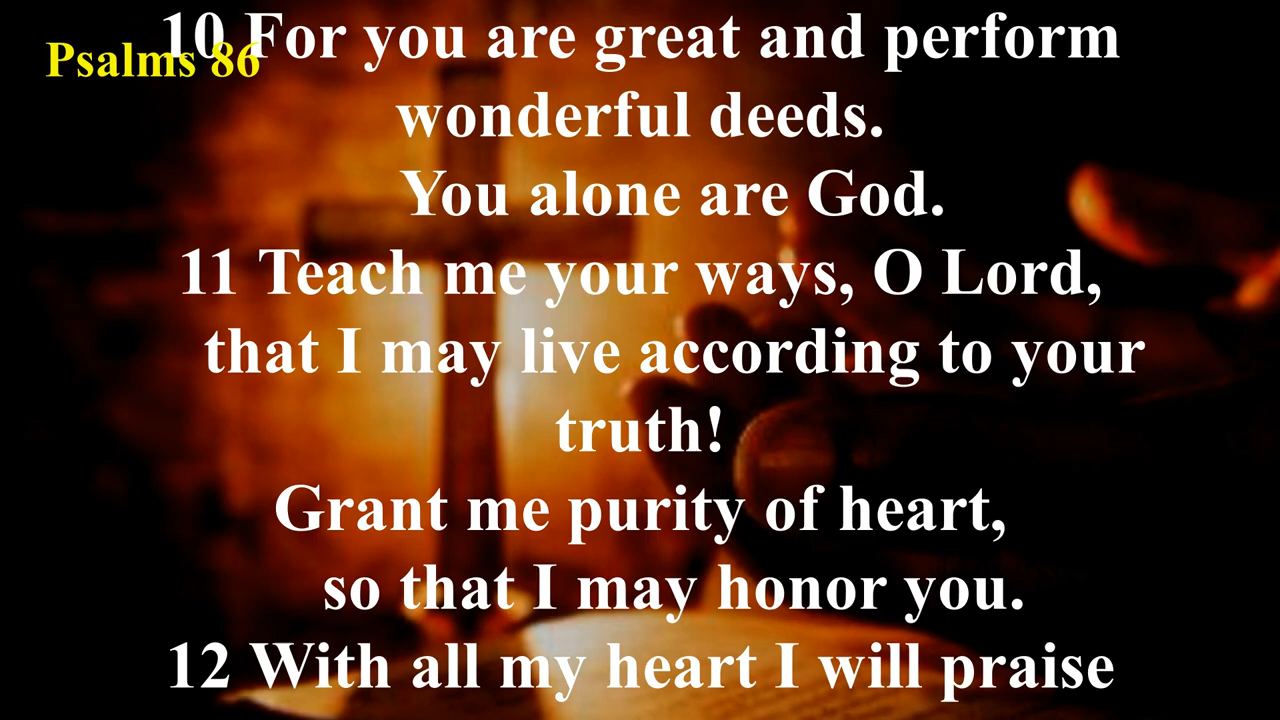 Psalms 86
10 For you are great and perform
wonderful deeds.
You alone are God.
11 Teach me your ways, O Lord,
that I may live according to your
truth!
Grant me purity of heart,
so that I may honor you.
12 With all my heart I will praise